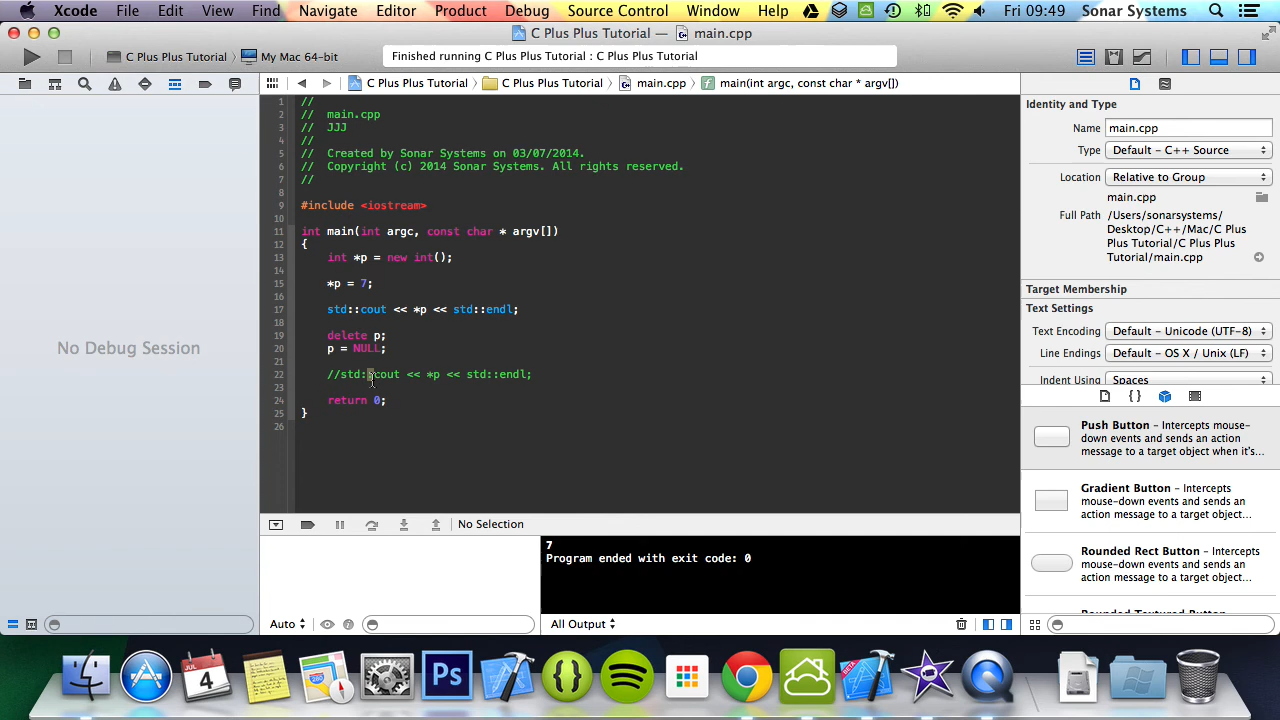 Xcode File Edit View Find Navigate Editor Product Debug Source Control Window Help Fri 09:49 Sonar Systems
C Plus Plus Tutorial — main.cpp
C Plus Plus Tutorial My Mac 64-bit Finished running C Plus Plus Tutorial : C Plus Plus Tutorial
C Plus Plus Tutorial C Plus Plus Tutorial main.cpp main(int argc, const char * argv[])
1 //
2 // main.cpp
3 // JJJ
4 //
5 // Created by Sonar Systems on 03/07/2014.
6 // Copyright (c) 2014 Sonar Systems. All rights reserved.
7 //
8
9 #include <iostream>
10
11 int main(int argc, const char * argv[])
12 {
13 int *p = new int();
14
15 *p = 7;
16
17 std::cout << *p << std::endl;
18
19 delete p;
20 p = NULL;
21
22 //std::cout << *p << std::endl;
23
24 return 0;
25 }
26
No Debug Session
No Selection
7
Program ended with exit code: 0
Auto
All Output
Identity and Type
Name main.cpp
Type Default - C++ Source
Location Relative to Group
main.cpp
Full Path /Users/sonarsystems/
Desktop/C++/Mac/C Plus
Plus Tutorial/C Plus Plus
Tutorial/main.cpp
Target Membership
Text Settings
Text Encoding Default - Unicode (UTF-8)
Line Endings Default - OS X / Unix (LF)
Indent Using Spaces
Push Button - Intercepts mouse-
down events and sends an action
message to a target object when it's...
Gradient Button - Intercepts
mouse-down events and sends an
action message to a target object...
Rounded Rect Button - Intercepts
mouse-down events and sends an
action message to a target object...
Rounded Textured Button
JUL
4
Ps